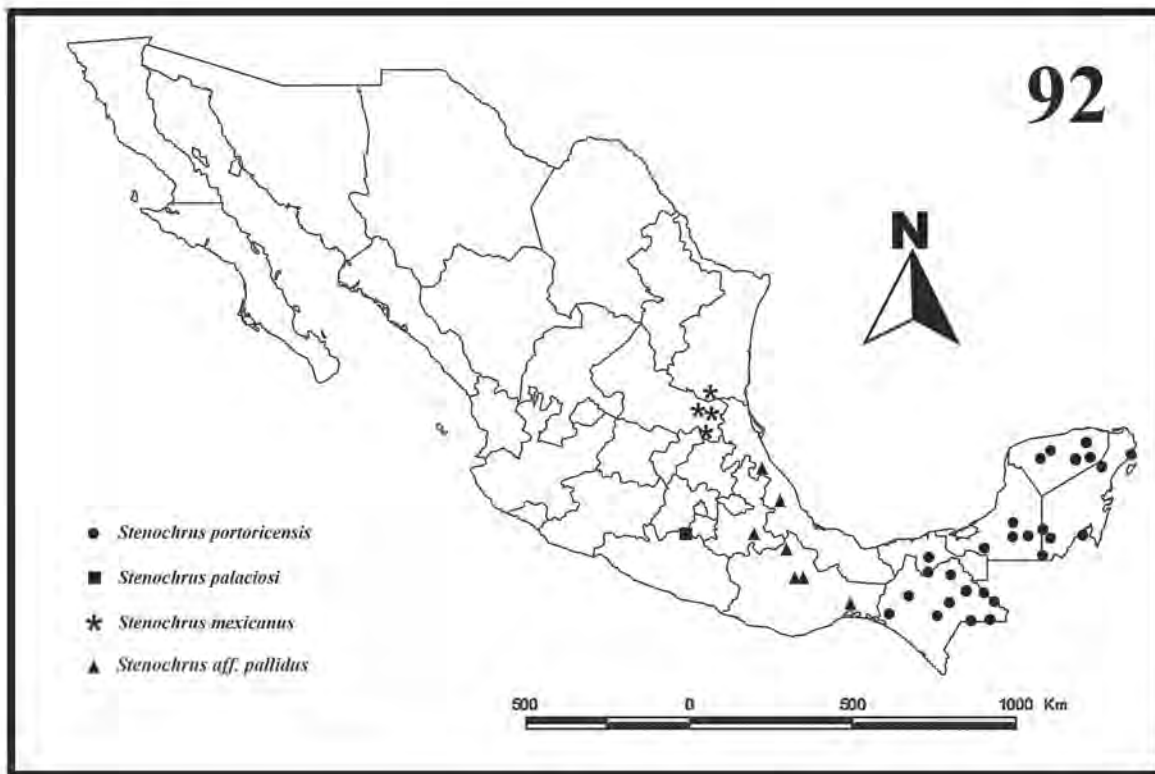 92
N
Stenochrus portoricensis
Stenochrus palaciosi
Stenochrus mexicanus
Stenochrus aff. pallidus
500 0 500 1000 Km